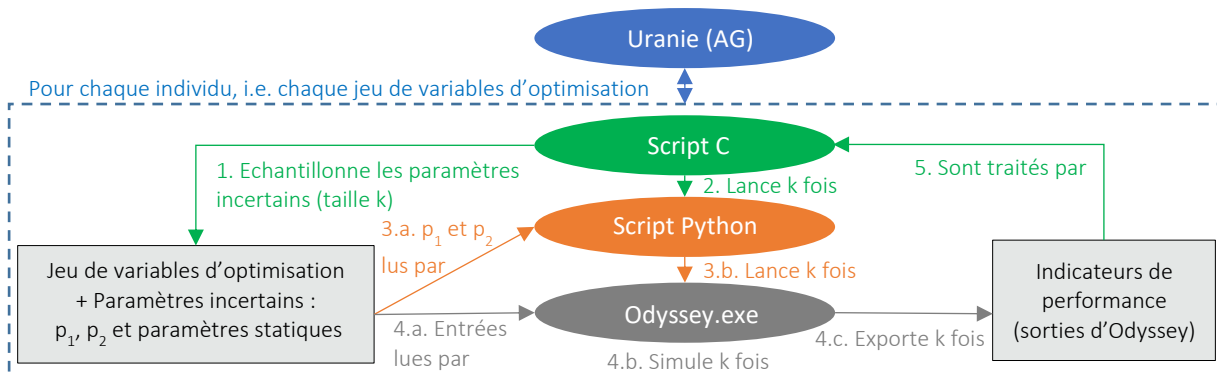 Uranie (AG)
Pour chaque individu, i.e. chaque jeu de variables d’optimisation
Script C
1. Echantillonne les paramètres
incertains (taille k)
2. Lance k fois
5. Sont traités par
3.a. p1 et p2
lus par
Script Python
3.b. Lance k fois
Jeu de variables d’optimisation
+ Paramètres incertains :
p1, p2 et paramètres statiques
4.a. Entrées
lues par
Odyssey.exe
4.b. Simule k fois
4.c. Exporte k fois
Indicateurs de
performance
(sorties d’Odyssey)